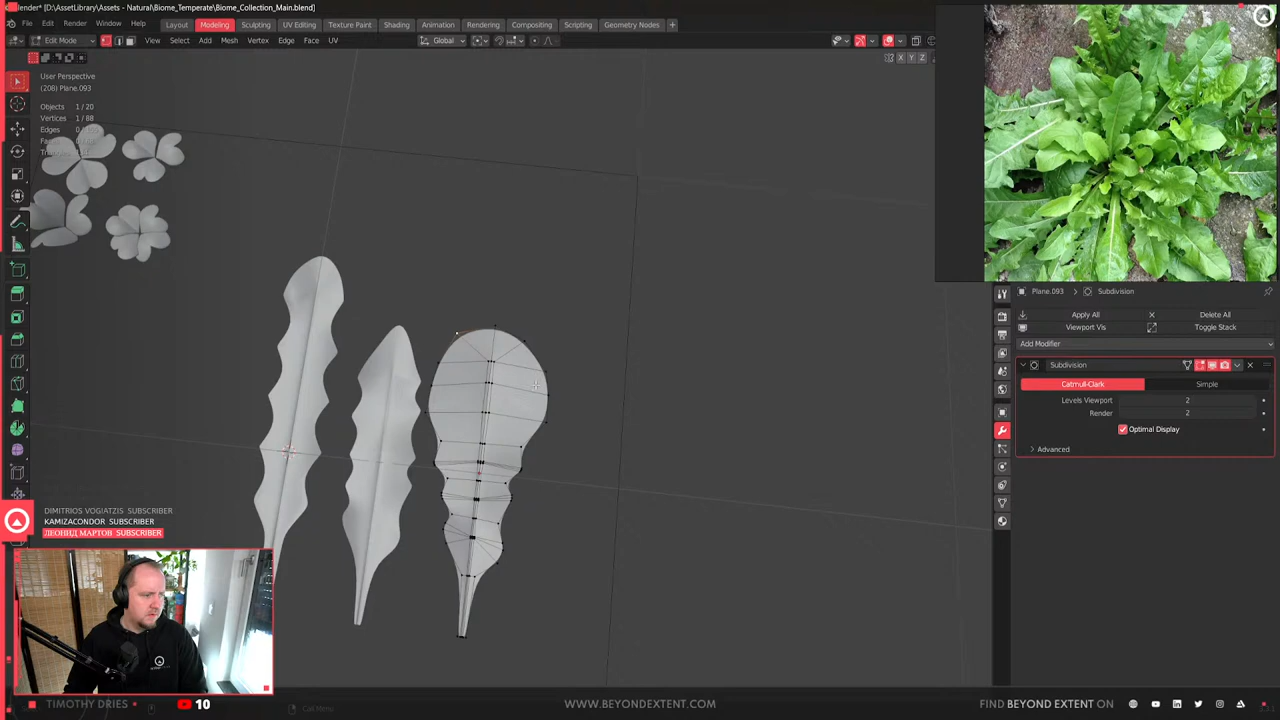 Blender* [D:\AssetLibrary\Assets - Natural\Biome_Temperate\Biome_Collection_Main.blend]
File Edit Render Window Help
Layout Modeling Sculpting UV Editing Texture Paint Shading Animation Rendering Compositing Scripting Geometry Nodes
Edit Mode View Select Add Mesh Vertex Edge Face UV
Global
X Y Z
User Perspective
(208) Plane.093
Objects 1 / 20
Vertices 1 / 88
Edges
Plane.093 Subdivision
Apply All Delete All
Viewport Vis Toggle Stack
Add Modifier
Subdivision
Catmull-Clark Simple
Levels Viewport 2
Render 2
Optimal Display
Advanced
DIMITRIOS VOGIATZIS SUBSCRIBER
KAMIZACONDOR SUBSCRIBER
ЛЕОНИД МАРТОВ SUBSCRIBER
Call Menu
TIMOTHY DRIES 10 WWW.BEYONDEXTENT.COM FIND BEYOND EXTENT ON